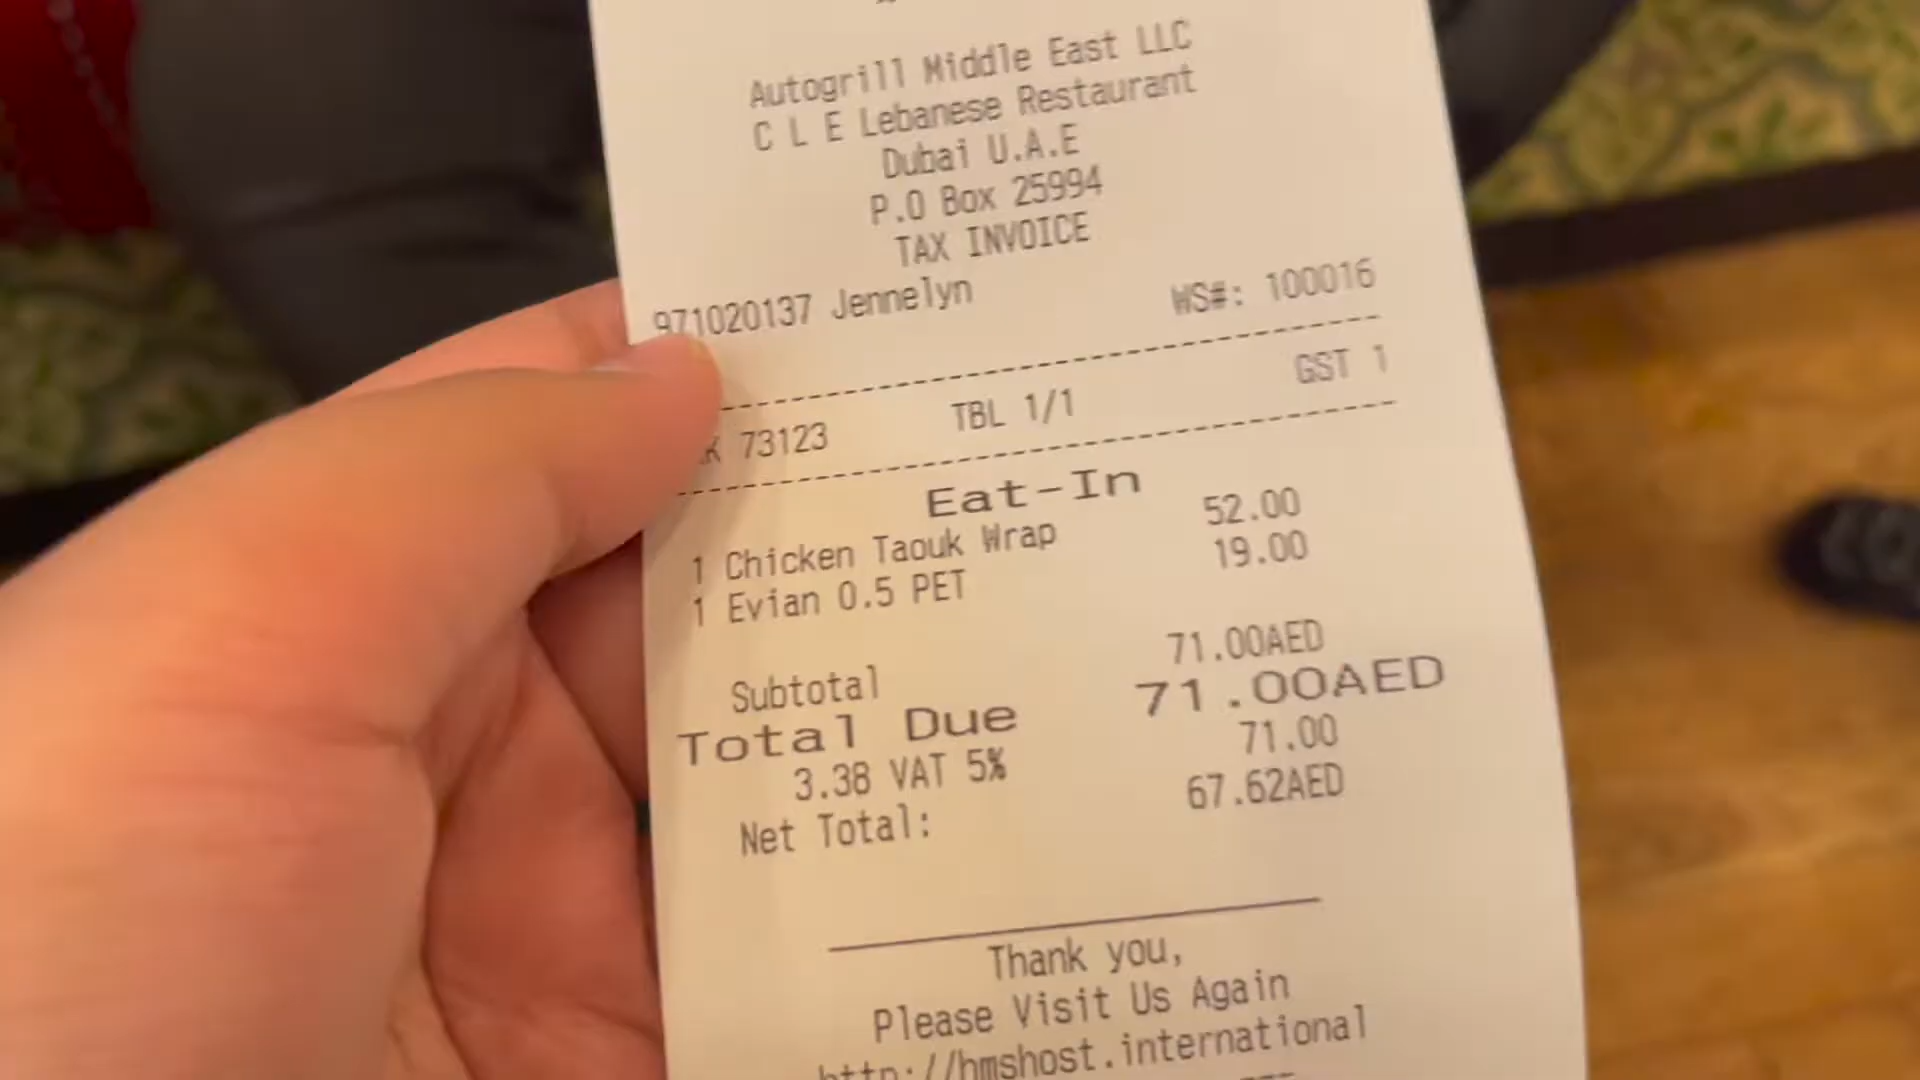 Autogrill Middle East LLC
C L E Lebanese Restaurant
Dubai U.A.E
P.O Box 25994
TAX INVOICE
971020137 Jennelyn WS#: 100016
73123 TBL 1/1 GST 1
Eat-In
1 Chicken Taouk Wrap 52.00
1 Evian 0.5 PET 19.00
Subtotal 71.00AED
Total Due 71.00AED
3.38 VAT 5% 71.00
Net Total: 67.62AED
Thank you,
Please Visit Us Again
http://hmshost.international